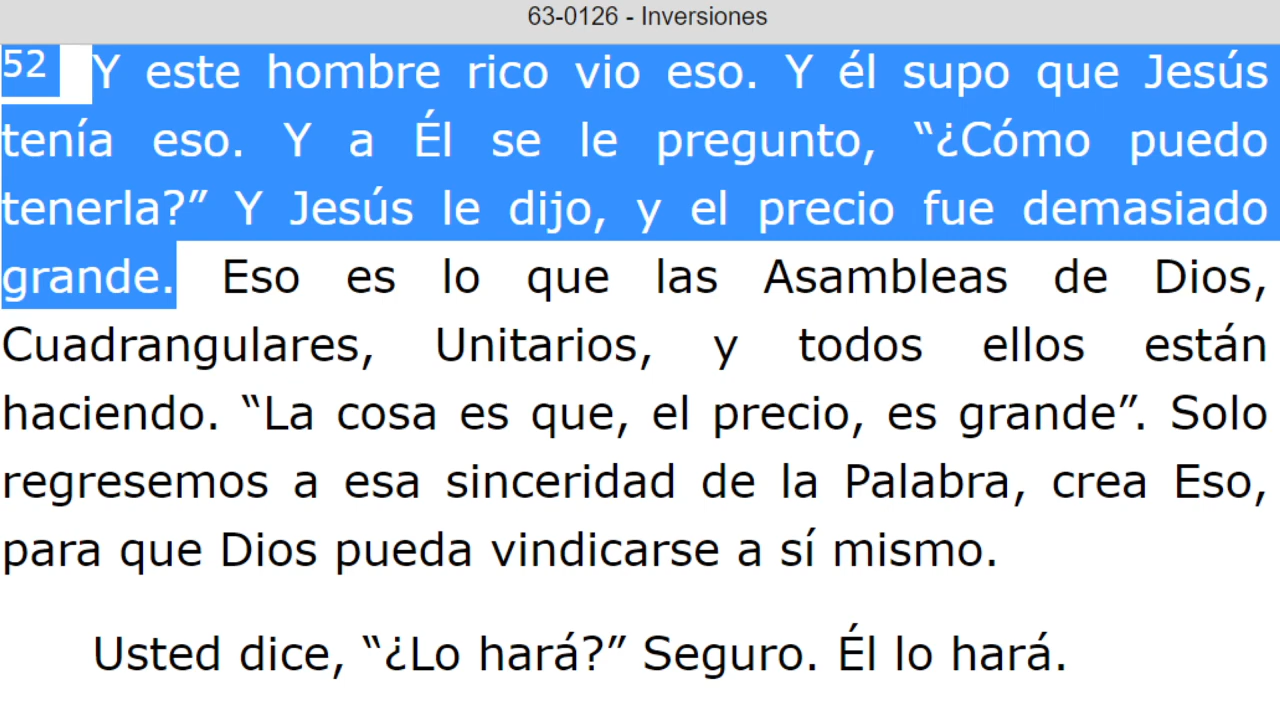 63-0126 - Inversiones
52 Y este hombre rico vio eso. Y él supo que Jesús
tenía eso. Y a Él se le pregunto, “¿Cómo puedo
tenerla?” Y Jesús le dijo, y el precio fue demasiado
grande. Eso es lo que las Asambleas de Dios,
Cuadrangulares, Unitarios, y todos ellos están
haciendo. “La cosa es que, el precio, es grande”. Solo
regresemos a esa sinceridad de la Palabra, crea Eso,
para que Dios pueda vindicarse a sí mismo.
Usted dice, “¿Lo hará?” Seguro. Él lo hará.